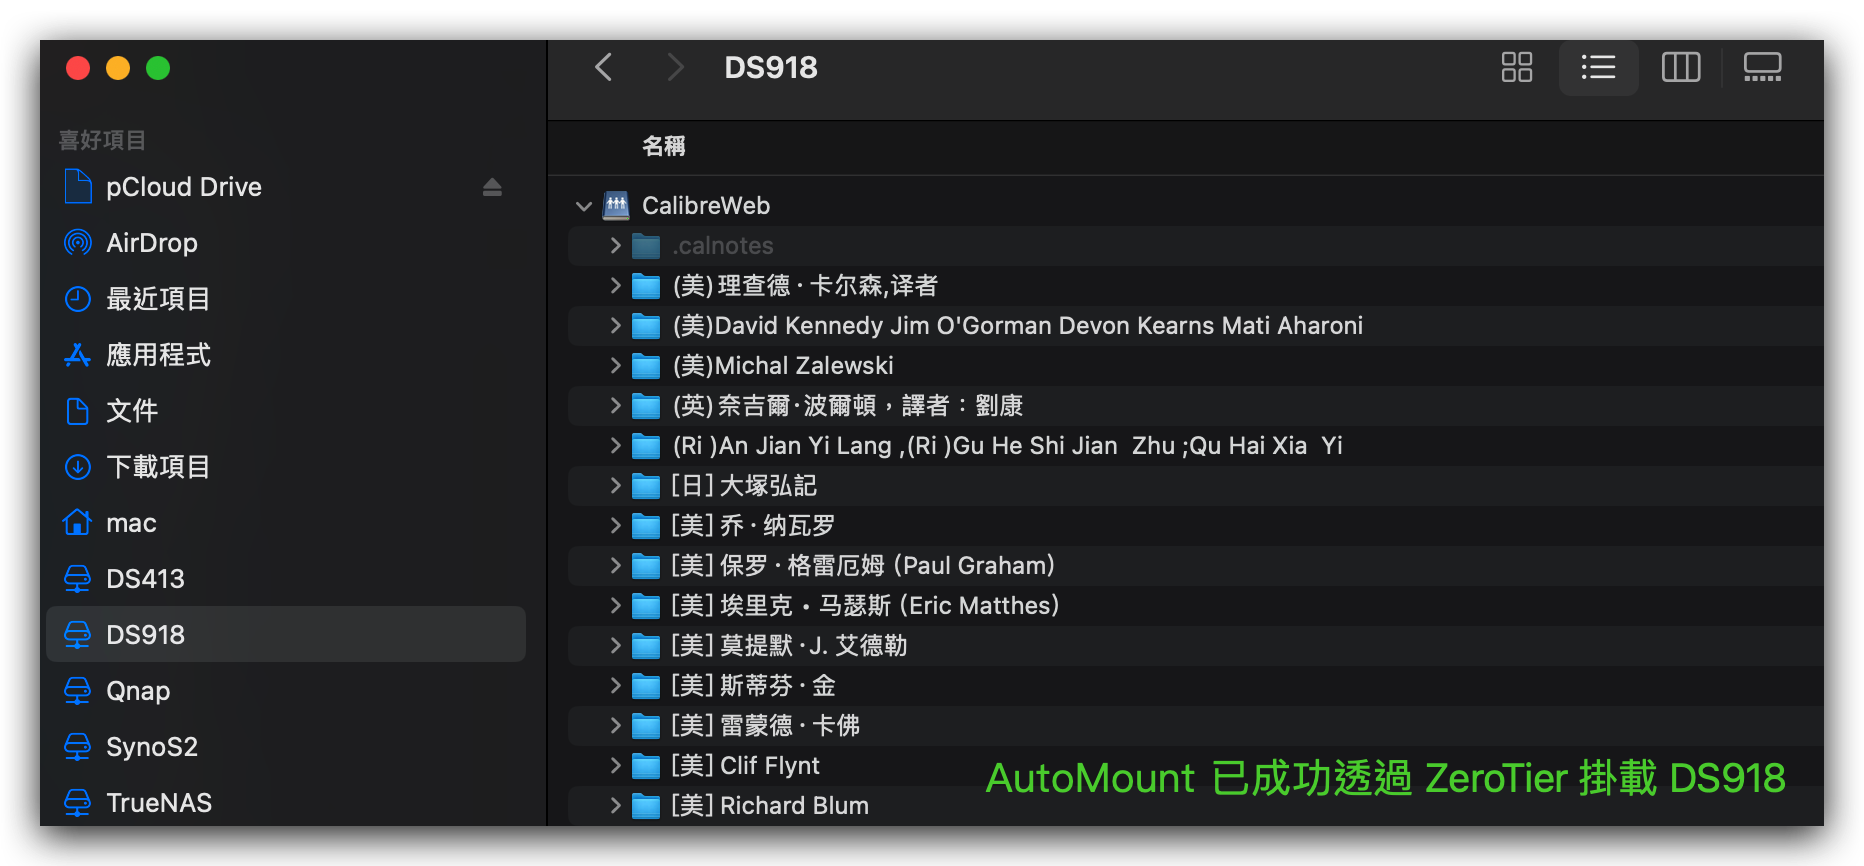 喜好項目
pCloud Drive
AirDrop
最近項目
應用程式
文件
下載項目
mac
DS413
DS918
Qnap
SynoS2
TrueNAS
DS918
名稱
CalibreWeb
.calnotes
(美)理查德·卡尔森,译者
(美)David Kennedy Jim O'Gorman Devon Kearns Mati Aharoni
(美)Michal Zalewski
(英)奈吉爾·波爾頓，譯者：劉康
(Ri )An Jian Yi Lang ,(Ri )Gu He Shi Jian  Zhu ;Qu Hai Xia  Yi
[日] 大塚弘記
[美] 乔·纳瓦罗
[美] 保罗·格雷厄姆 (Paul Graham)
[美] 埃里克•马瑟斯 (Eric Matthes)
[美] 莫提默·J. 艾德勒
[美] 斯蒂芬·金
[美] 雷蒙德·卡佛
[美] Clif Flynt
[美] Richard Blum
AutoMount 已成功透過 ZeroTier 掛載 DS918